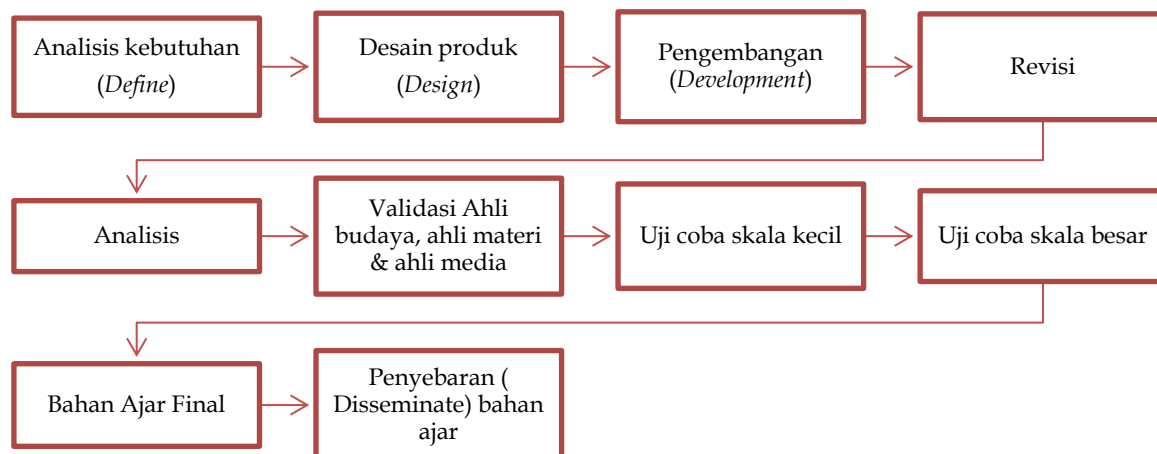 Analisis kebutuhan
(Define)
Desain produk
(Design)
Pengembangan
(Development)
Revisi
Analisis
Validasi Ahli
budaya, ahli materi
& ahli media
Uji coba skala kecil
Uji coba skala besar
Bahan Ajar Final
Penyebaran (
Disseminate) bahan
ajar